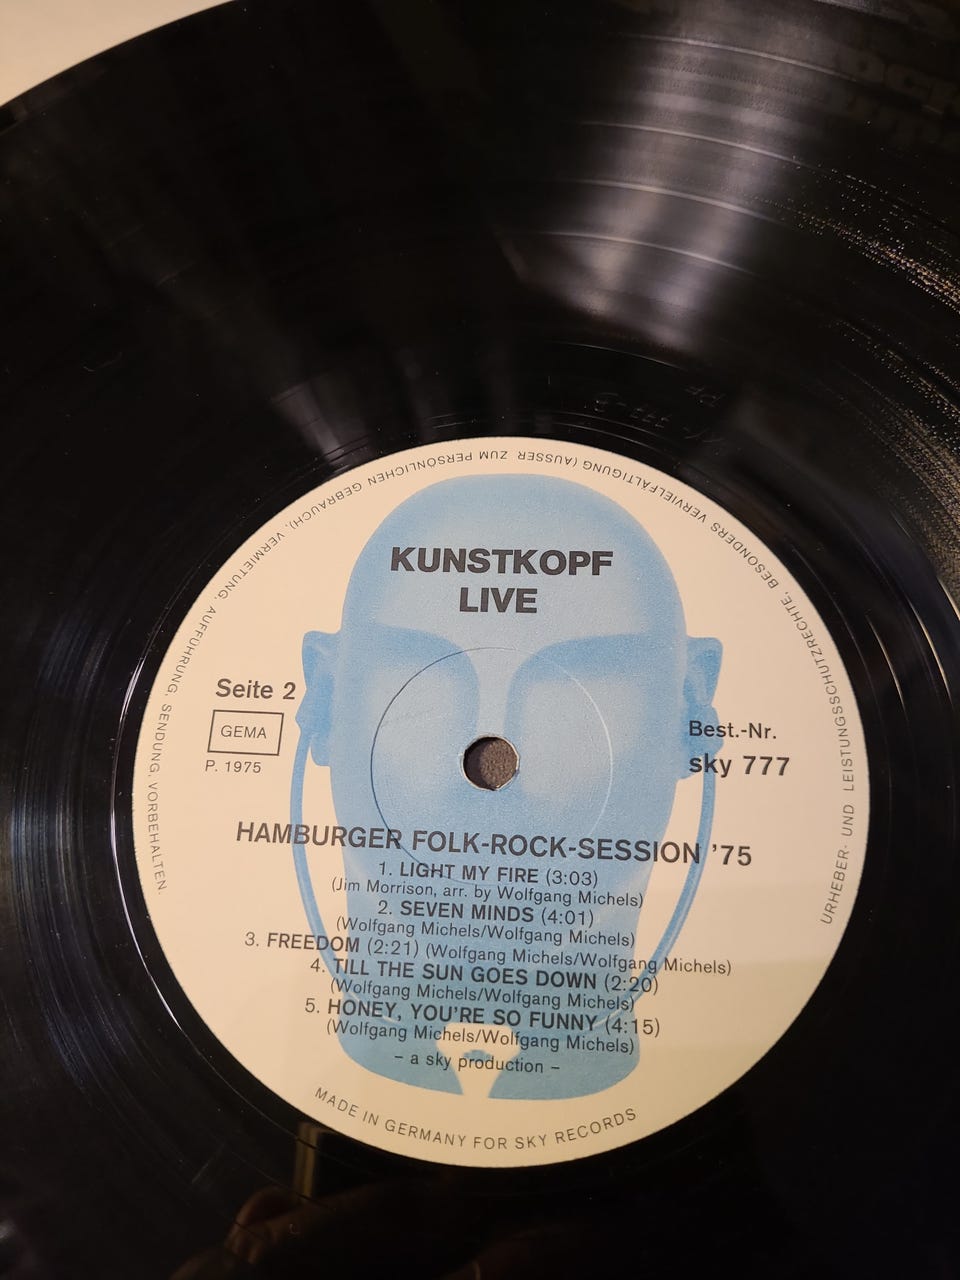 KUNSTKOPF
LIVE
Seite 2
GEMA
P. 1975
Best.-Nr.
sky 777
HAMBURGER FOLK-ROCK-SESSION '75
1. LIGHT MY FIRE (3:03)
(Jim Morrison, arr. by Wolfgang Michels)
2. SEVEN MINDS (4:01)
(Wolfgang Michels/Wolfgang Michels)
3. FREEDOM (2:21) (Wolfgang Michels/Wolfgang Michels)
4. TILL THE SUN GOES DOWN (2:20)
(Wolfgang Michels/Wolfgang Michels)
5. HONEY, YOU'RE SO FUNNY (4:15)
(Wolfgang Michels/Wolfgang Michels)
– a sky production –
MADE IN GERMANY FOR SKY RECORDS
URHEBER- UND LEISTUNGSSCHUTZRECHTE, BESONDERS VERVIELFÄLTIGUNG (AUSSER ZUM PERSÖNLICHEN GEBRAUCH), VERMIETUNG, AUFFÜHRUNG, SENDUNG, VORBEHALTEN.